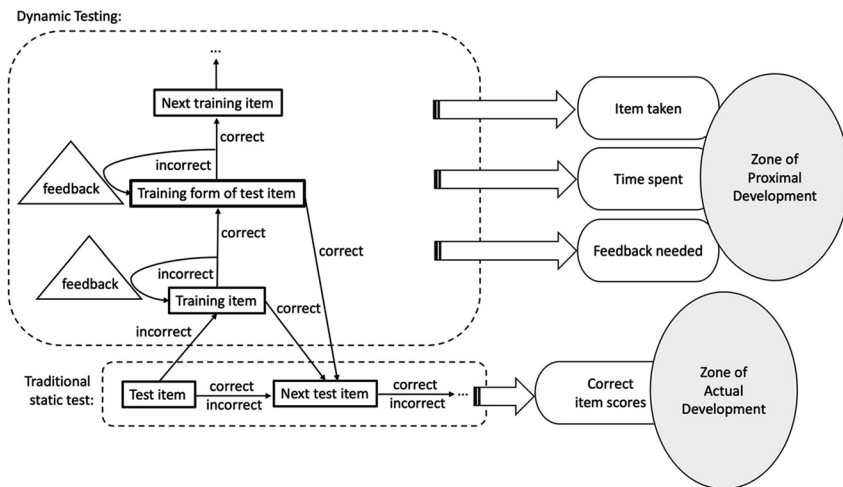 Dynamic Testing:
...
Next training item
correct
incorrect
feedback
Training form of test item
correct
correct
incorrect
feedback
Training item
incorrect
correct
Item taken
Time spent
Feedback needed
Zone of
Proximal
Development
Traditional
static test:
Test item
correct
incorrect
Next test item
correct
incorrect
...
Correct
item scores
Zone of
Actual
Development